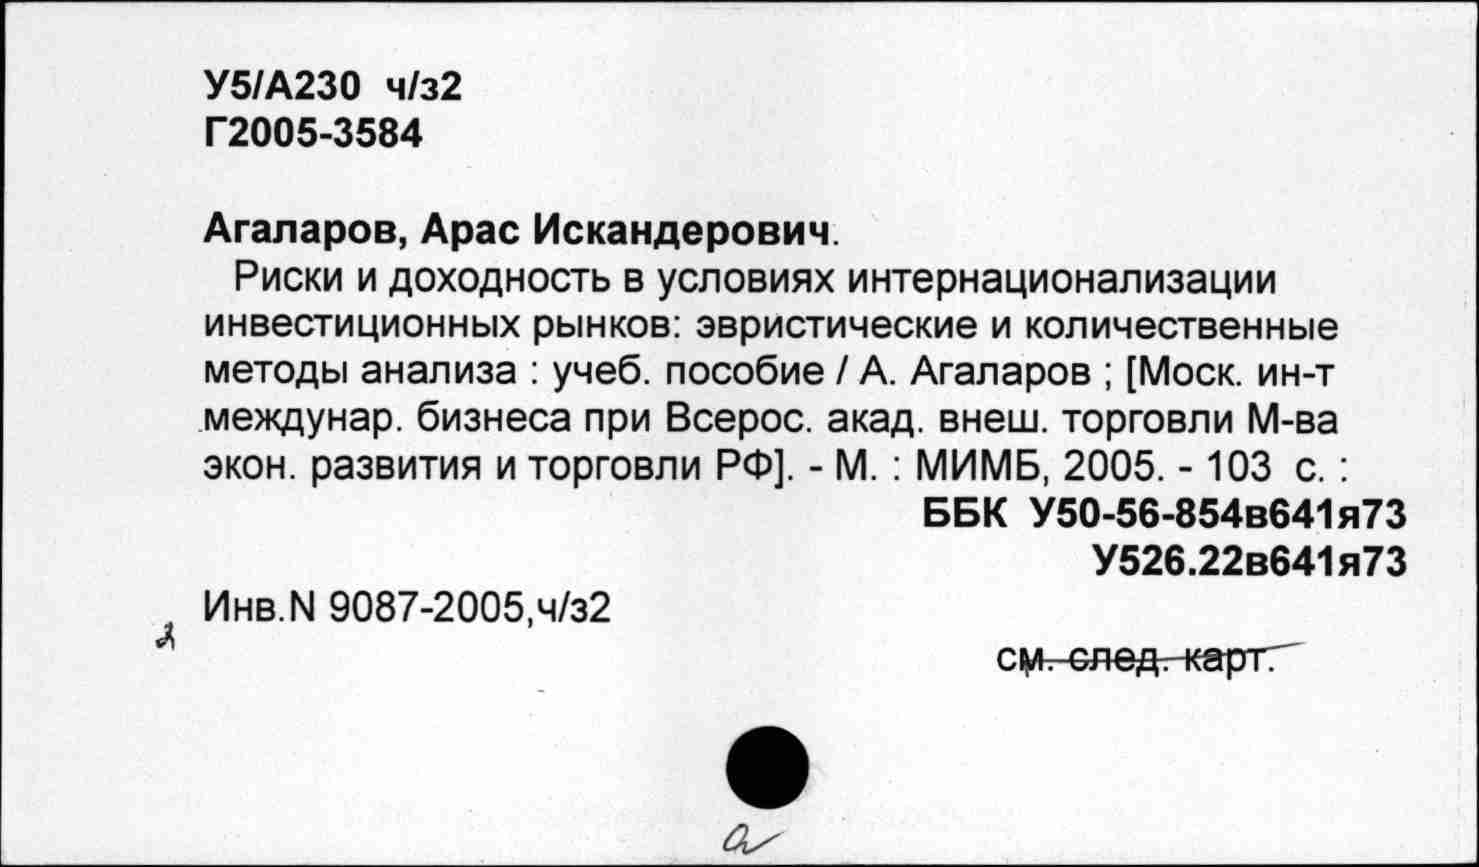 У5/А230 ч/з2
Г2005-3584
Агаларов, Арас Искандерович.
Риски и доходность в условиях интернационализации
инвестиционных рынков: эвристические и количественные
методы анализа : учеб. пособие / А. Агаларов ; [Моск. ин-т
междунар. бизнеса при Всерос. акад. внеш. торговли М-ва
экон. развития и торговли РФ]. - М. : МИМБ, 2005. - 103 с. :
ББК У50-56-854в641я73
У526.22в641я73
Инв.N 9087-2005,ч/з2
см. след. карт.